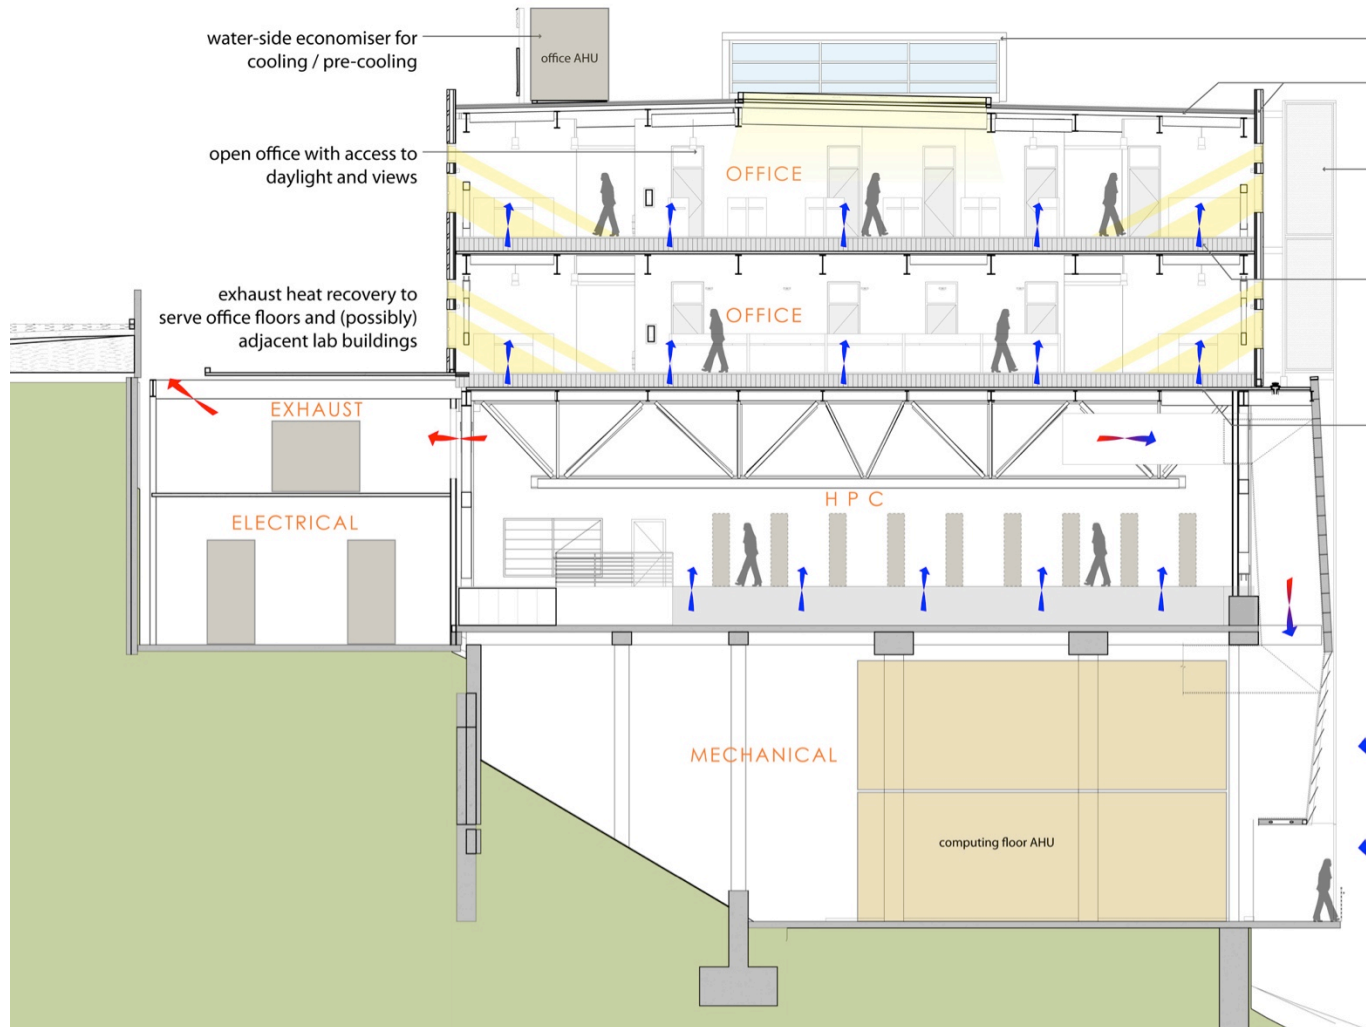 water-side economiser for
cooling / pre-cooling
office AHU
open office with access to
daylight and views
OFFICE
exhaust heat recovery to
serve office floors and (possibly)
adjacent lab buildings
OFFICE
EXHAUST
HPC
ELECTRICAL
MECHANICAL
computing floor AHU